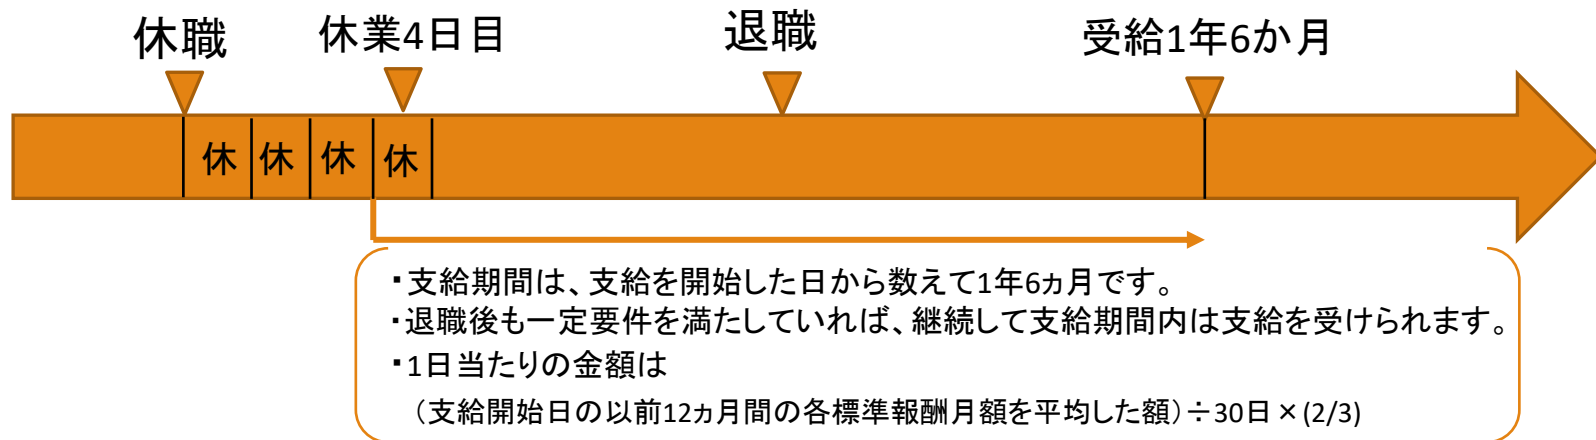 休職
休業4日目
退職
受給1年6か月
休
休
休
休
・支給期間は、支給を開始した日から数えて1年6ヵ月です。
・退職後も一定要件を満たしていれば、継続して支給期間内は支給を受けられます。
・1日当たりの金額は
（支給開始日の以前12ヵ月間の各標準報酬月額を平均した額）÷30日×(2/3)